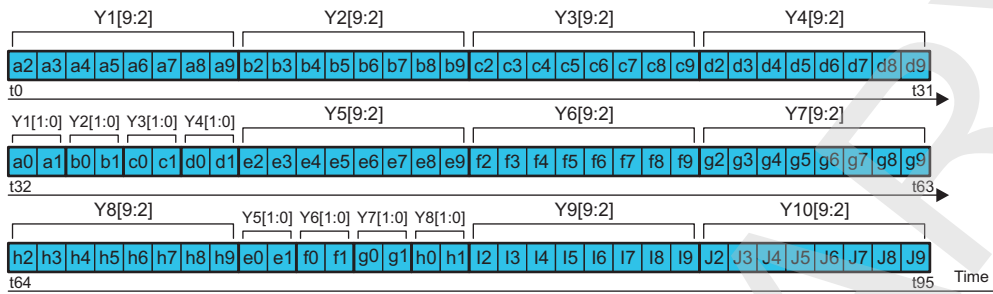 Y1[9:2] Y2[9:2] Y3[9:2] Y4[9:2]
a2 a3 a4 a5 a6 a7 a8 a9 b2 b3 b4 b5 b6 b7 b8 b9 c2 c3 c4 c5 c6 c7 c8 c9 d2 d3 d4 d5 d6 d7 d8 d9
t0 t31
Y1[1:0] Y2[1:0] Y3[1:0] Y4[1:0] Y5[9:2] Y6[9:2] Y7[9:2]
a0 a1 b0 b1 c0 c1 d0 d1 e2 e3 e4 e5 e6 e7 e8 e9 f2 f3 f4 f5 f6 f7 f8 f9 g2 g3 g4 g5 g6 g7 g8 g9
t32 t63
Y8[9:2] Y5[1:0] Y6[1:0] Y7[1:0] Y8[1:0] Y9[9:2] Y10[9:2]
h2 h3 h4 h5 h6 h7 h8 h9 e0 e1 f0 f1 g0 g1 h0 h1 I2 I3 I4 I5 I6 I7 I8 I9 J2 J3 J4 J5 J6 J7 J8 J9
t64 t95 Time